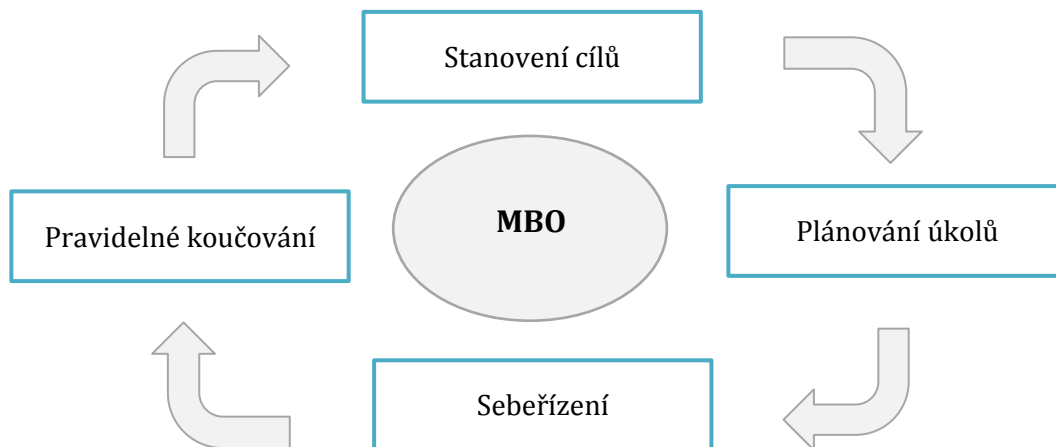 Stanovení cílů
MBO
Pravidelné koučování
Plánování úkolů
Sebeřízení